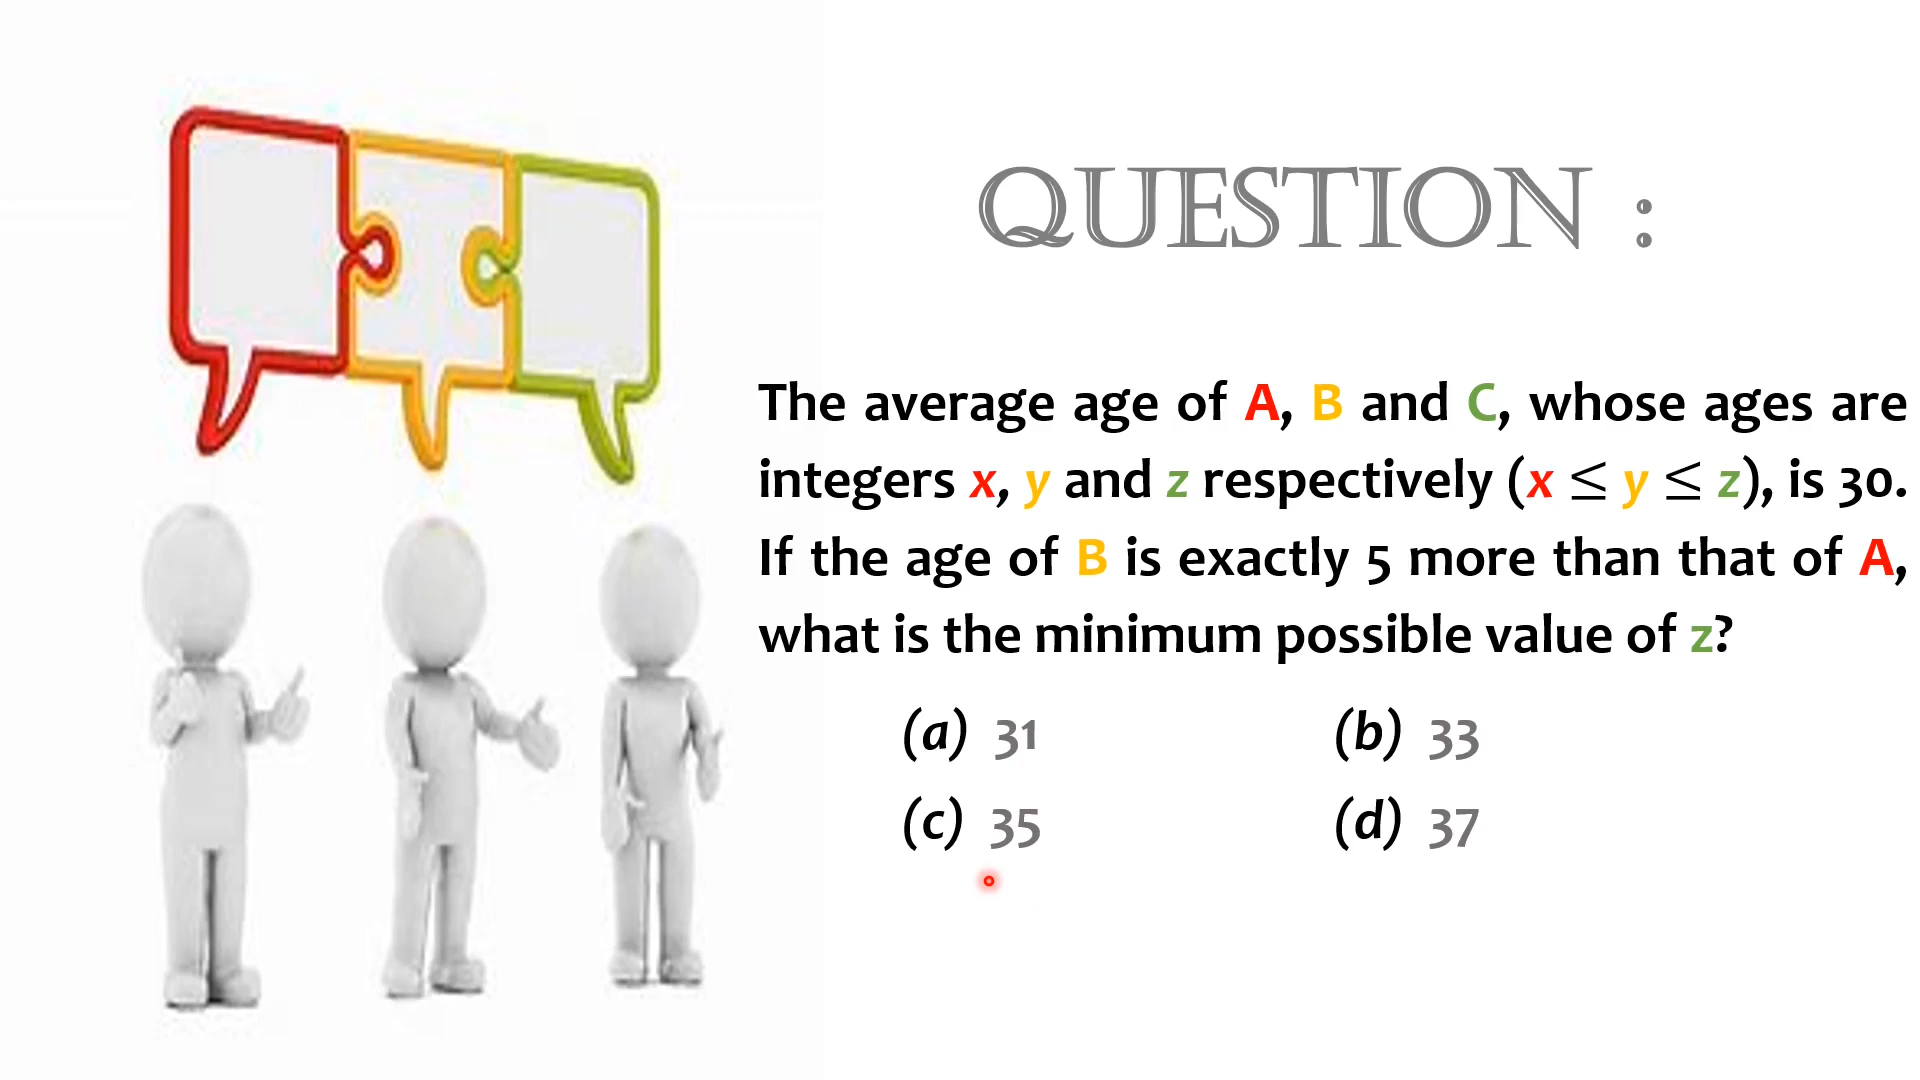 QUESTION :
The average age of A, B and C, whose ages are
integers x, y and z respectively (x ≤ y ≤ z), is 30.
If the age of B is exactly 5 more than that of A,
what is the minimum possible value of z?
(a) 31 (b) 33
(c) 35 (d) 37